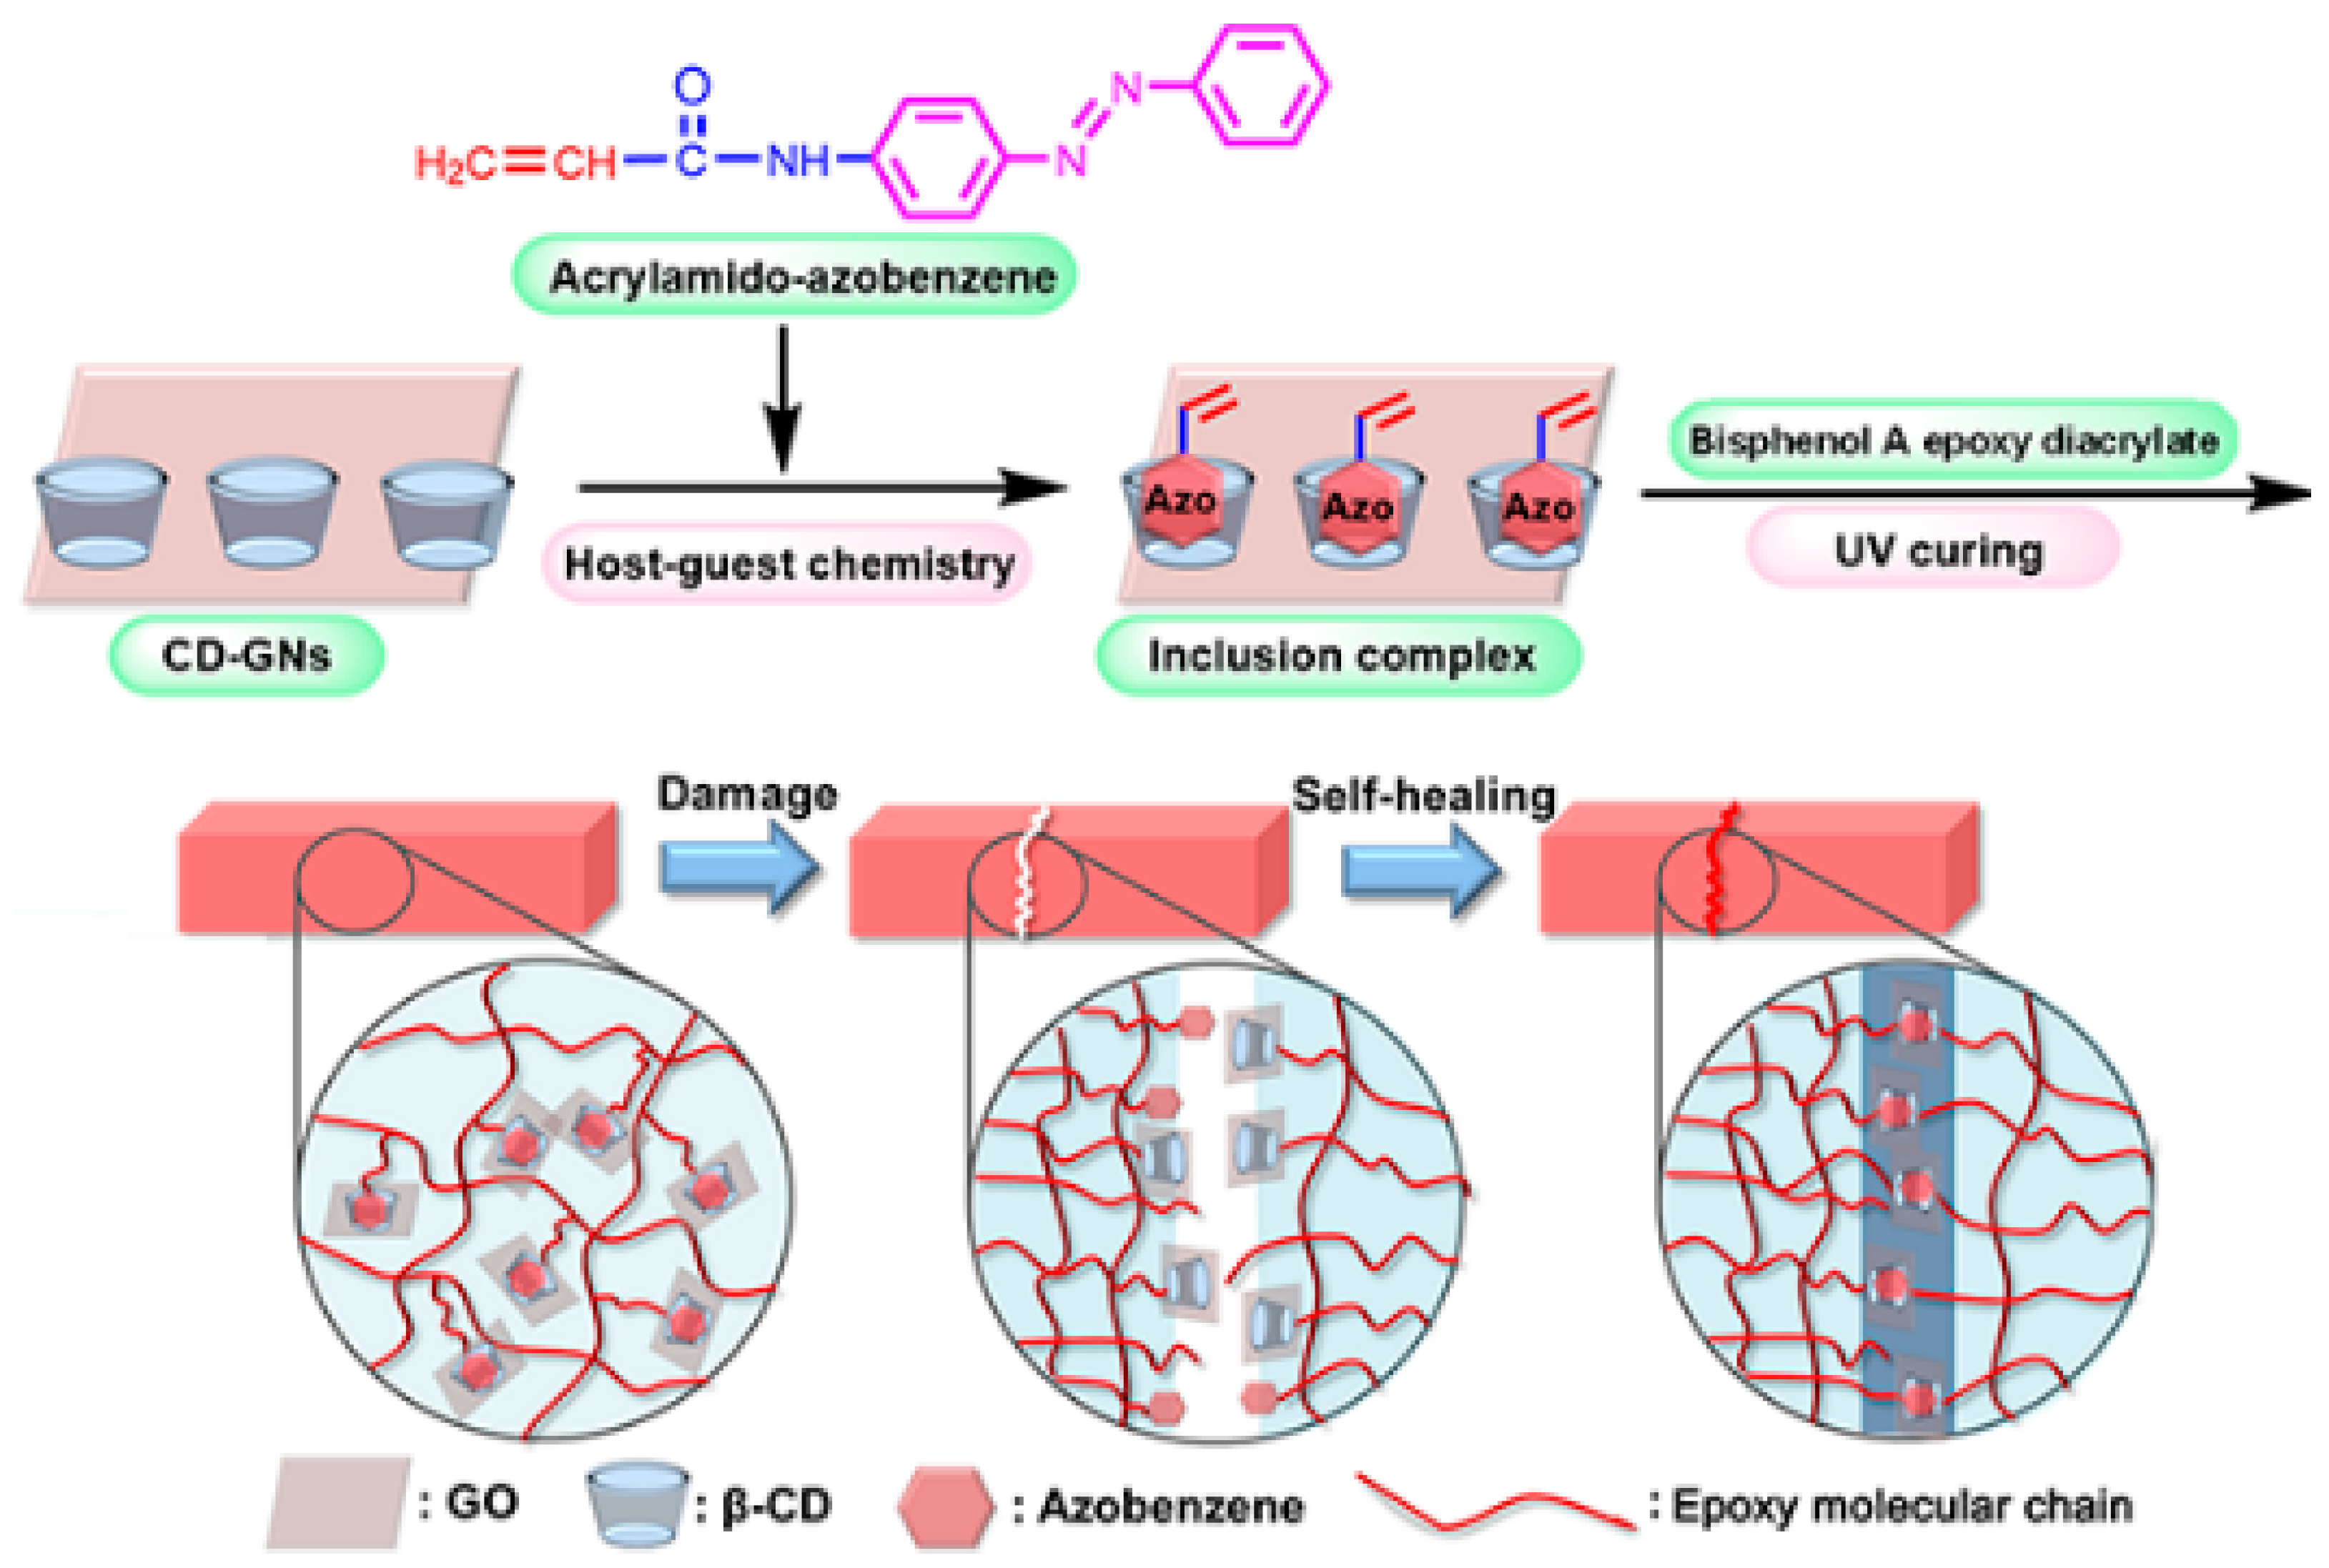 O
H₂C≡CH—C—NH
N
N
Acrylamido-azobenzene
Azo
Azo
Azo
Bisphenol A epoxy diacrylate
Host-guest chemistry
UV curing
CD-GNs
Inclusion complex
Damage
Self-healing
: GO
: β-CD
: Azobenzene
: Epoxy molecular chain